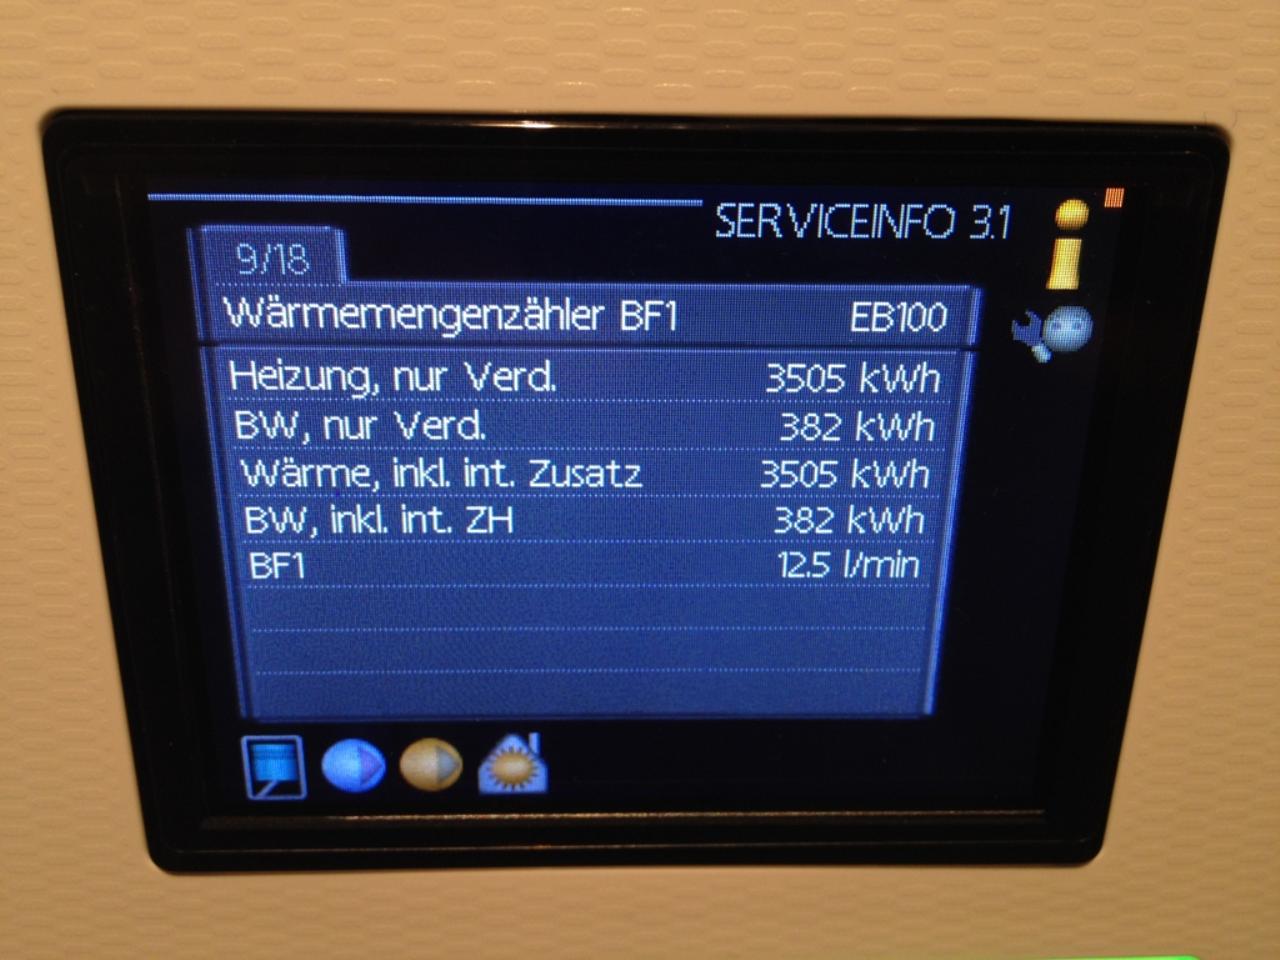 SERVICEINFO 3.1
9/18
Wärmemengenzähler BF1 EB100
Heizung, nur Verd. 3505 kWh
BW, nur Verd. 382 kWh
Wärme, inkl. int. Zusatz 3505 kWh
BW, inkl. int. ZH 382 kWh
BF1 12.5 l/min